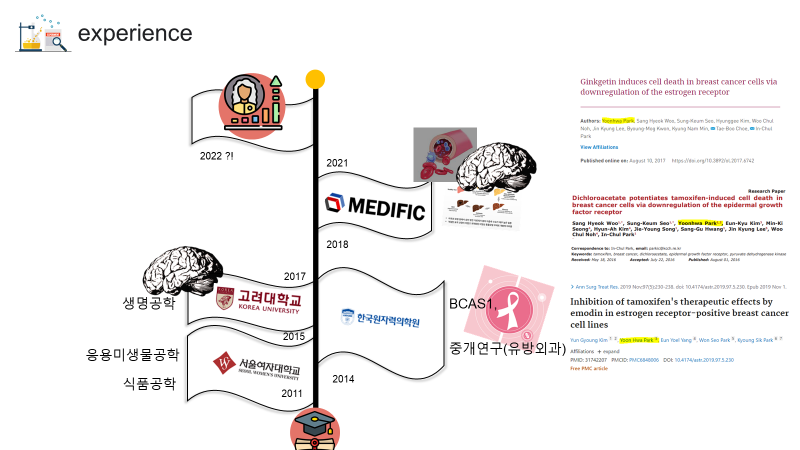 experience
2022 ?!
2021
MEDIFIC
2018
2017
생명공학
고려대학교
KOREA UNIVERSITY
한국원자력의학원
BCAS1,
중개연구(유방외과)
2015
응용미생물공학
식품공학
서울여자대학교
SEOUL WOMEN'S UNIVERSITY
2014
2011
Ginkgetin induces cell death in breast cancer cells via
downregulation of the estrogen receptor
Authors: Yoonhwa Park, Sang Hyeok Woo, Sung-Keum Seo, Hyunggee Kim, Woo Chul
Noh, Jin Kyung Lee, Byoung-Mog Kwon, Kyung Nam Min, Tae-Boo Choe, In-Chul
Park
View Affiliations
Published online on: August 10, 2017 https://doi.org/10.3892/ol.2017.6742
Research Paper
Dichloroacetate potentiates tamoxifen-induced cell death in
breast cancer cells via downregulation of the epidermal growth
factor receptor
Sang Hyeok Woo, Sung-Keum Seo, Yoonhwa Park, Eun-Kyu Kim, Min-Ki
Seong, Hyun-Ah Kim, Jie-Young Song, Sang-Gu Hwang, Jin Kyung Lee, Woo
Chul Noh, In-Chul Park
Correspondence to: In-Chul Park, email: parkic@kcch.re.kr
Keywords: tamoxifen, breast cancer, dichloroacetate, epidermal growth factor receptor, pyruvate dehydrogenase kinase
Received: May 18, 2016 Accepted: July 22, 2016 Published: August 01, 2016
Ann Surg Treat Res. 2019 Nov;97(5):230-238. doi: 10.4174/astr.2019.97.5.230. Epub 2019 Nov 1.
Inhibition of tamoxifen's therapeutic effects by
emodin in estrogen receptor-positive breast cancer
cell lines
Yun Gyoung Kim, Yoon Hwa Park, Eun Yoel Yang, Won Seo Park, Kyoung Sik Park
Affiliations + expand
PMID: 31742207 PMCID: PMC6848006 DOI: 10.4174/astr.2019.97.5.230
Free PMC article